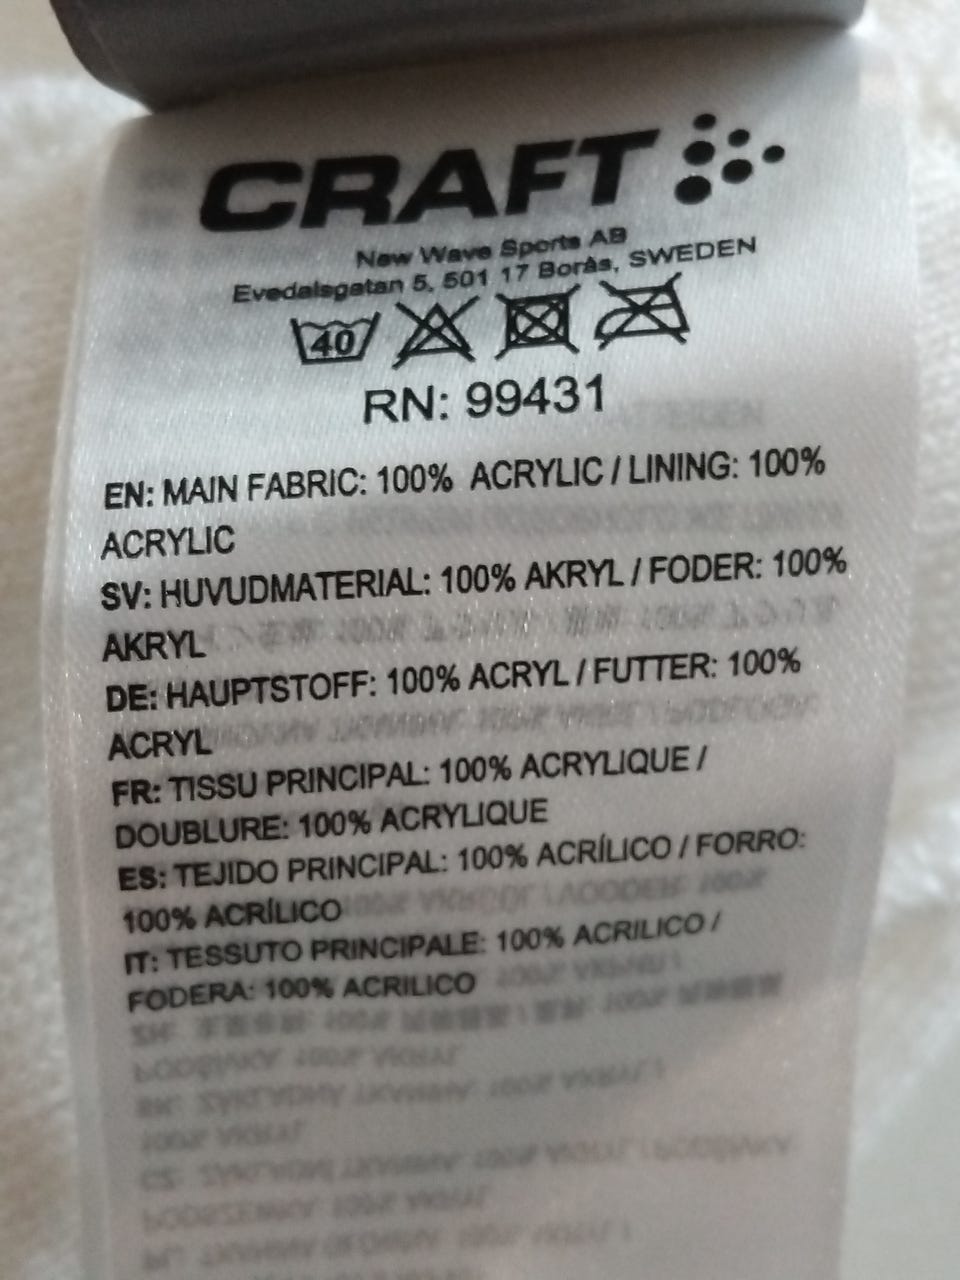 CRAFT
New Wave Sports AB
Evedalsgatan 5, 501 17 Borås, SWEDEN
40
RN: 99431
EN: MAIN FABRIC: 100% ACRYLIC / LINING: 100%
ACRYLIC
SV: HUVUDMATERIAL: 100% AKRYL / FODER: 100%
AKRYL
DE: HAUPTSTOFF: 100% ACRYL / FUTTER: 100%
ACRYL
FR: TISSU PRINCIPAL: 100% ACRYLIQUE /
DOUBLURE: 100% ACRYLIQUE
ES: TEJIDO PRINCIPAL: 100% ACRÍLICO / FORRO:
100% ACRÍLICO
IT: TESSUTO PRINCIPALE: 100% ACRILICO /
FODERA: 100% ACRILICO